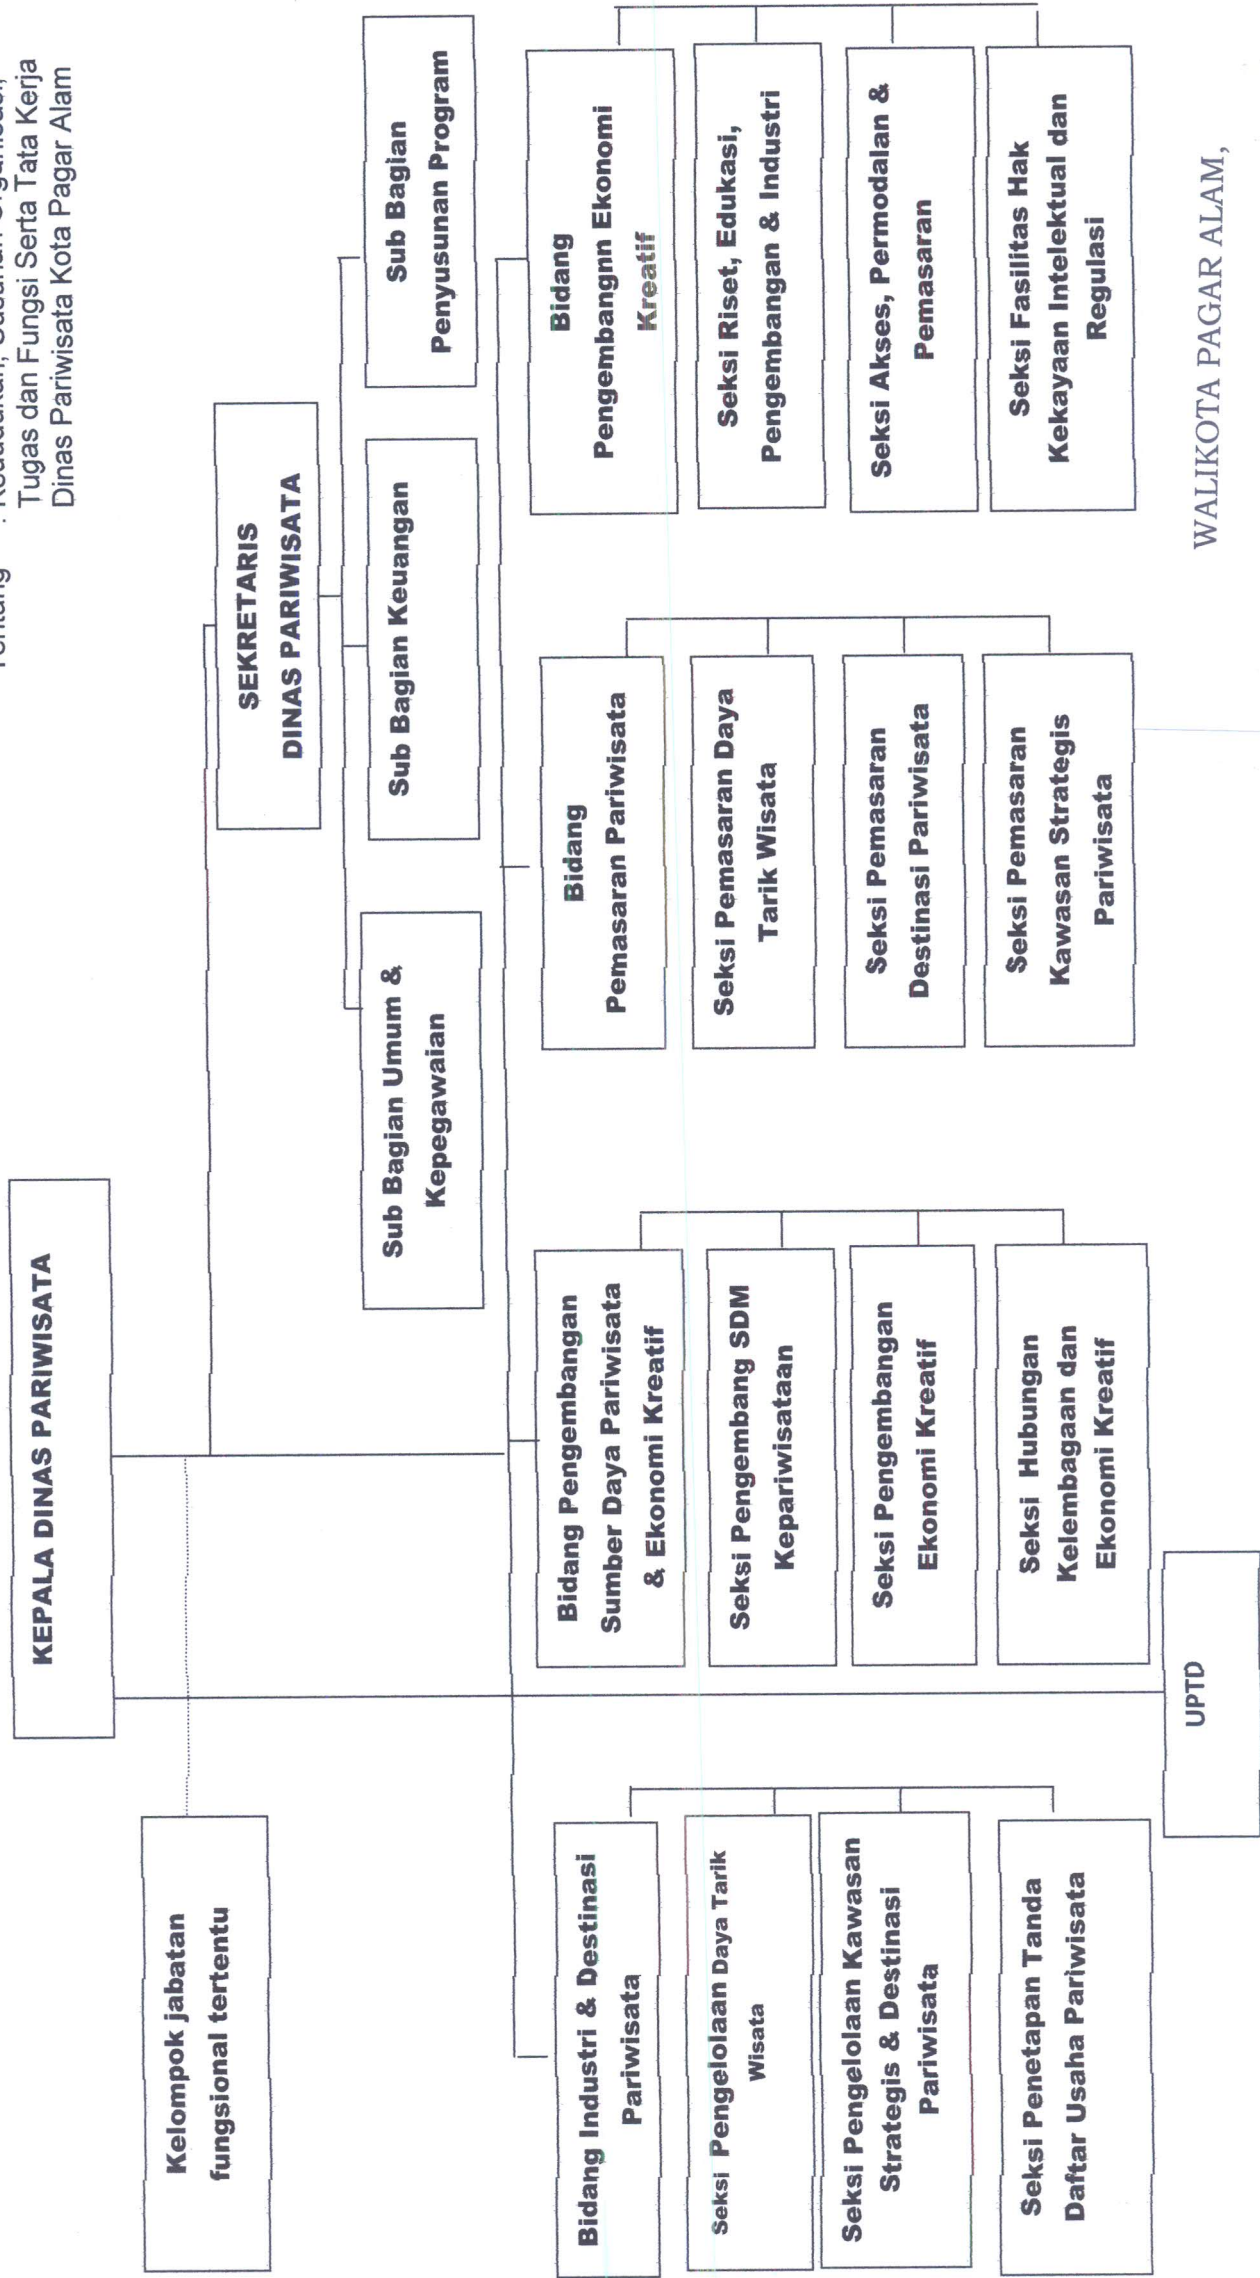 Tugas dan Fungsi Serta Tata Kerja
Dinas Pariwisata Kota Pagar Alam
KEPALA DINAS PARIWISATA
Kelompok jabatan
fungsional tertentu
SEKRETARIS
DINAS PARIWISATA
Sub Bagian Umum &
Kepegawaian
Sub Bagian Keuangan
Sub Bagian
Penyusunan Program
Bidang Industri & Destinasi
Pariwisata
Seksi Pengelolaan Daya Tarik
Wisata
Seksi Pengelolaan Kawasan
Strategis & Destinasi
Pariwisata
Seksi Penetapan Tanda
Daftar Usaha Pariwisata
Bidang Pengembangan
Sumber Daya Pariwisata
& Ekonomi Kreatif
Seksi Pengembang SDM
Kepariwisataan
Seksi Pengembangan
Ekonomi Kreatif
Seksi Hubungan
Kelembagaan dan
Ekonomi Kreatif
Bidang
Pemasaran Pariwisata
Seksi Pemasaran Daya
Tarik Wisata
Seksi Pemasaran
Destinasi Pariwisata
Seksi Pemasaran
Kawasan Strategis
Pariwisata
Bidang
Pengembangnn Ekonomi
Kreatif
Seksi Riset, Edukasi,
Pengembangan & Industri
Seksi Akses, Permodalan &
Pemasaran
Seksi Fasilitas Hak
Kekayaan Intelektual dan
Regulasi
UPTD
WALIKOTA PAGAR ALAM,